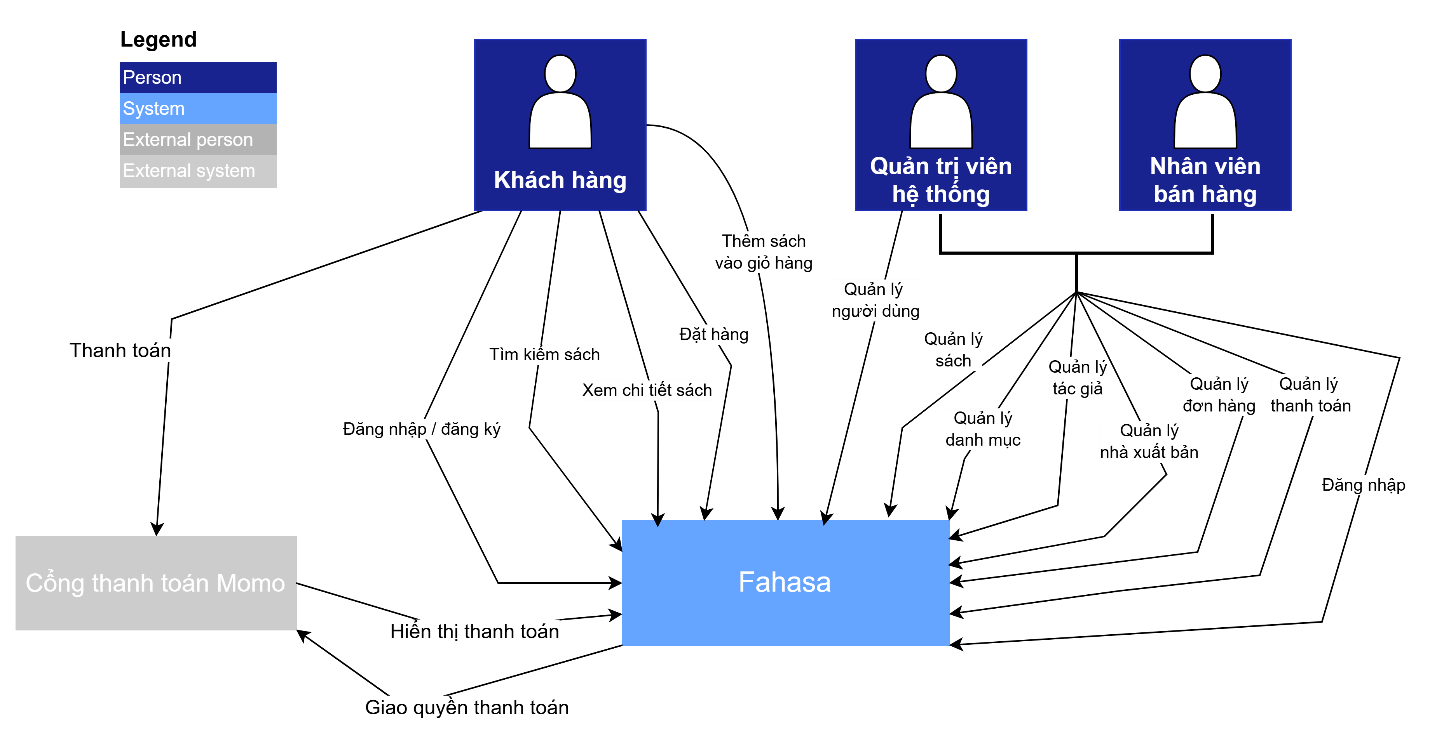 Legend
Person
System
External person
External system
Khách hàng
Quản trị viên
hệ thống
Nhân viên
bán hàng
Thêm sách
vào giỏ hàng
Quản lý
người dùng
Thanh toán
Tìm kiếm sách
Đặt hàng
Xem chi tiết sách
Đăng nhập / đăng ký
Quản lý
sách
Quản lý
danh mục
Quản lý
tác giả
Quản lý
nhà xuất bản
Quản lý
đơn hàng
Quản lý
thanh toán
Đăng nhập
Cổng thanh toán Momo
Fahasa
Hiển thị thanh toán
Giao quyền thanh toán